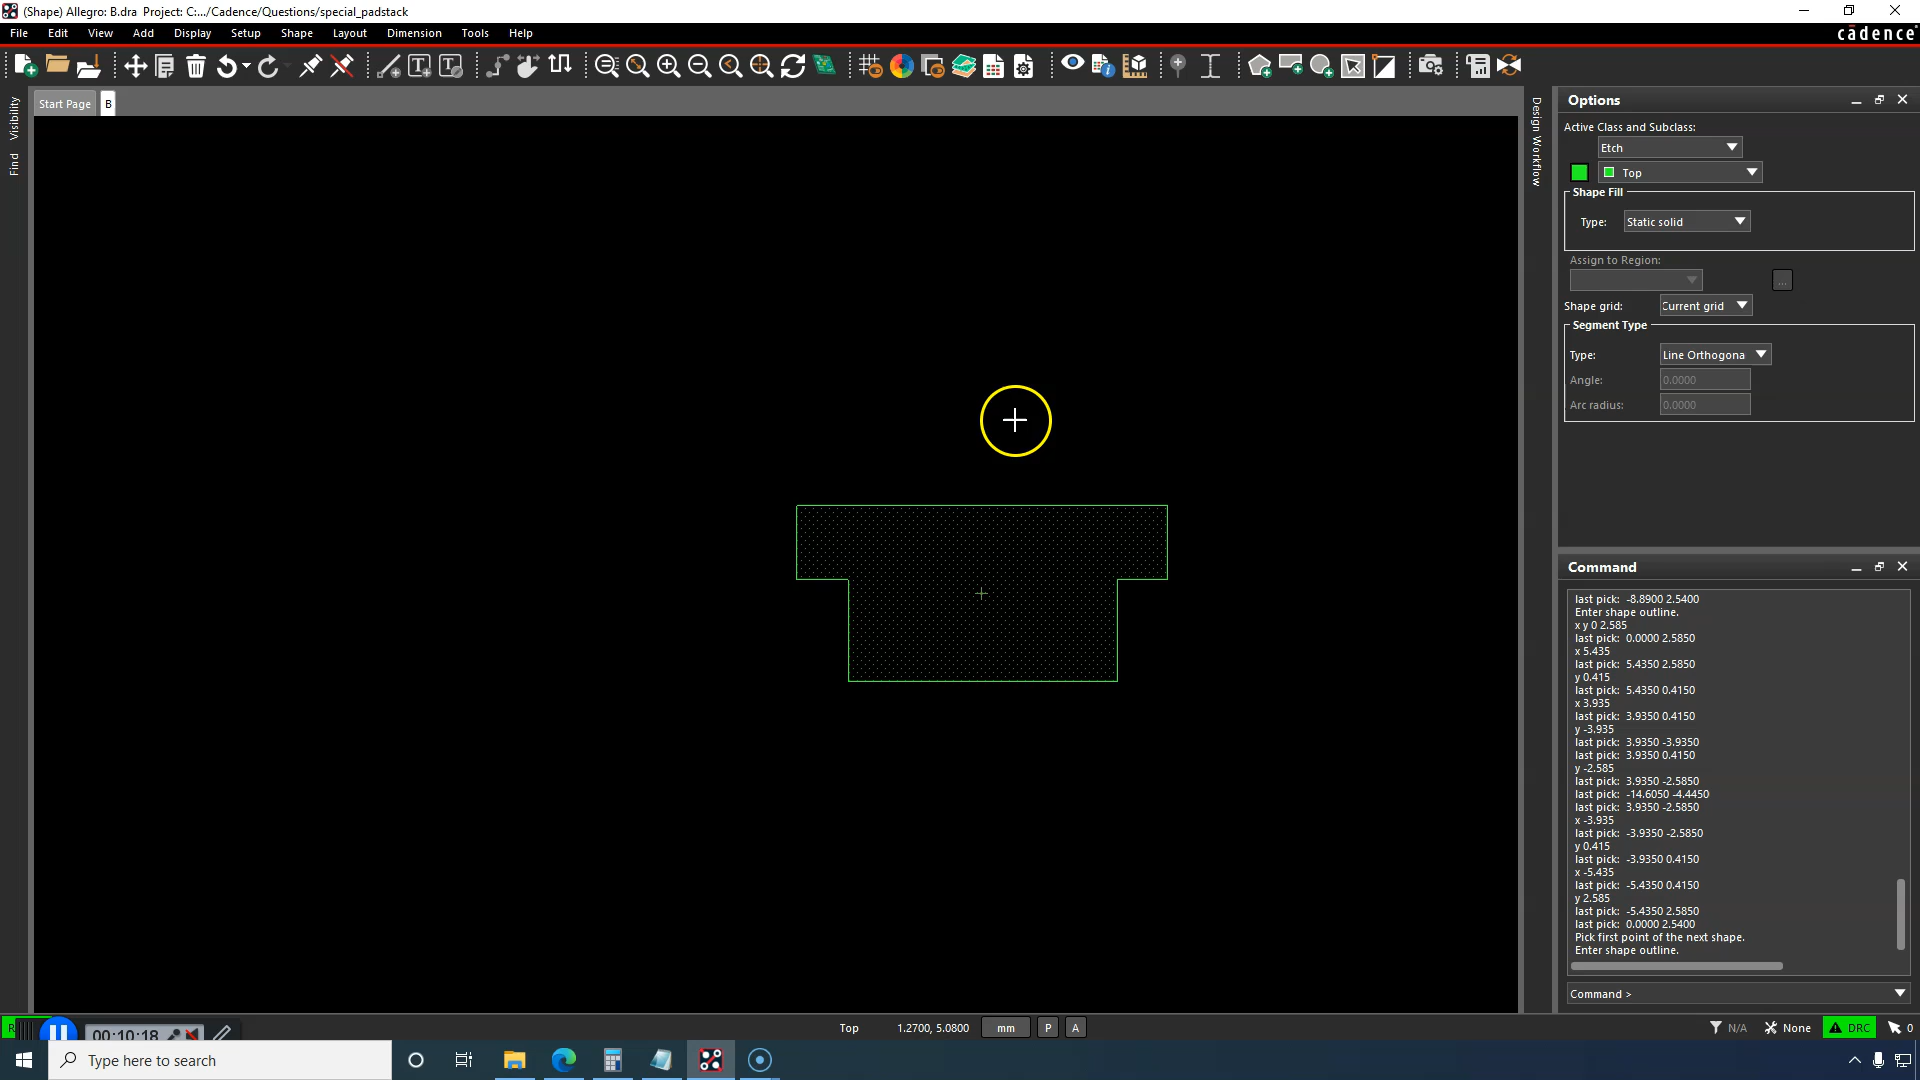 (Shape) Allegro: B.dra  Project: C:.../Cadence/Questions/special_padstack
File Edit View Add Display Setup Shape Layout Dimension Tools Help
cādence
Start Page B
Visibility
Find
Design Workflow
Options
Active Class and Subclass:
Etch
Top
Shape Fill
Type: Static solid
Assign to Region:
...
Shape grid: Current grid
Segment Type
Type: Line Orthogona
Angle: 0.0000
Arc radius: 0.0000
Command
last pick:  -8.8900 2.5400
Enter shape outline.
x y 0 2.585
last pick:  0.0000 2.5850
x 5.435
last pick:  5.4350 2.5850
y 0.415
last pick:  5.4350 0.4150
x 3.935
last pick:  3.9350 0.4150
y -3.935
last pick:  3.9350 -3.9350
last pick:  3.9350 0.4150
y -2.585
last pick:  3.9350 -2.5850
last pick:  -14.6050 -4.4450
last pick:  3.9350 -2.5850
x -3.935
last pick:  -3.9350 -2.5850
y 0.415
last pick:  -3.9350 0.4150
x -5.435
last pick:  -5.4350 0.4150
y 2.585
last pick:  -5.4350 2.5850
last pick:  0.0000 2.5400
Pick first point of the next shape.
Enter shape outline.
Command >
00:10:18
Top 1.2700, 5.0800 mm P A N/A None DRC 0
Type here to search